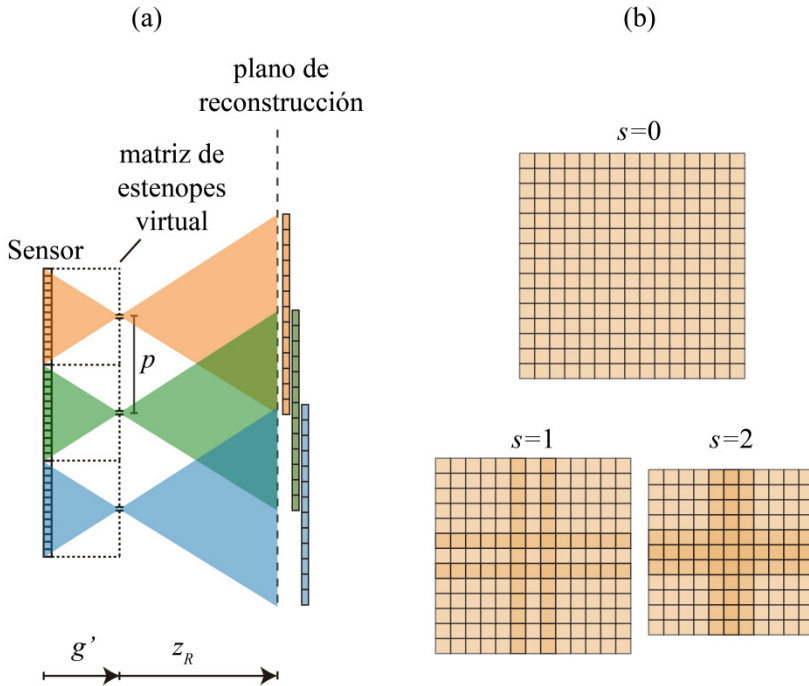 (a)
(b)
plano de
reconstrucción
matriz de
estenopes
virtual
Sensor
p
g’
z_R
s=0
s=1
s=2